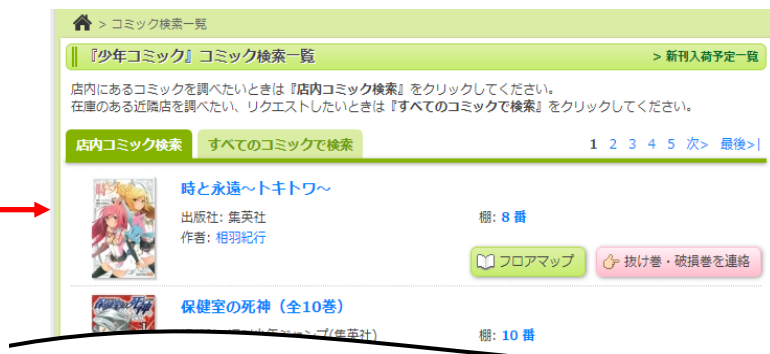 > コミック検索一覧
『少年コミック』コミック検索一覧
> 新刊入荷予定一覧
店内にあるコミックを調べたいときは『店内コミック検索』をクリックしてください。
在庫のある近隣店を調べたい、リクエストしたいときは『すべてのコミックで検索』をクリックしてください。
店内コミック検索 すべてのコミックで検索 1 2 3 4 5 次> 最後>|
時と永遠～トキトワ～
出版社: 集英社 棚: 8 番
作者: 相羽紀行
フロアマップ 抜け巻・破損巻を連絡
保健室の死神（全10巻）
(集英社) 棚: 10 番